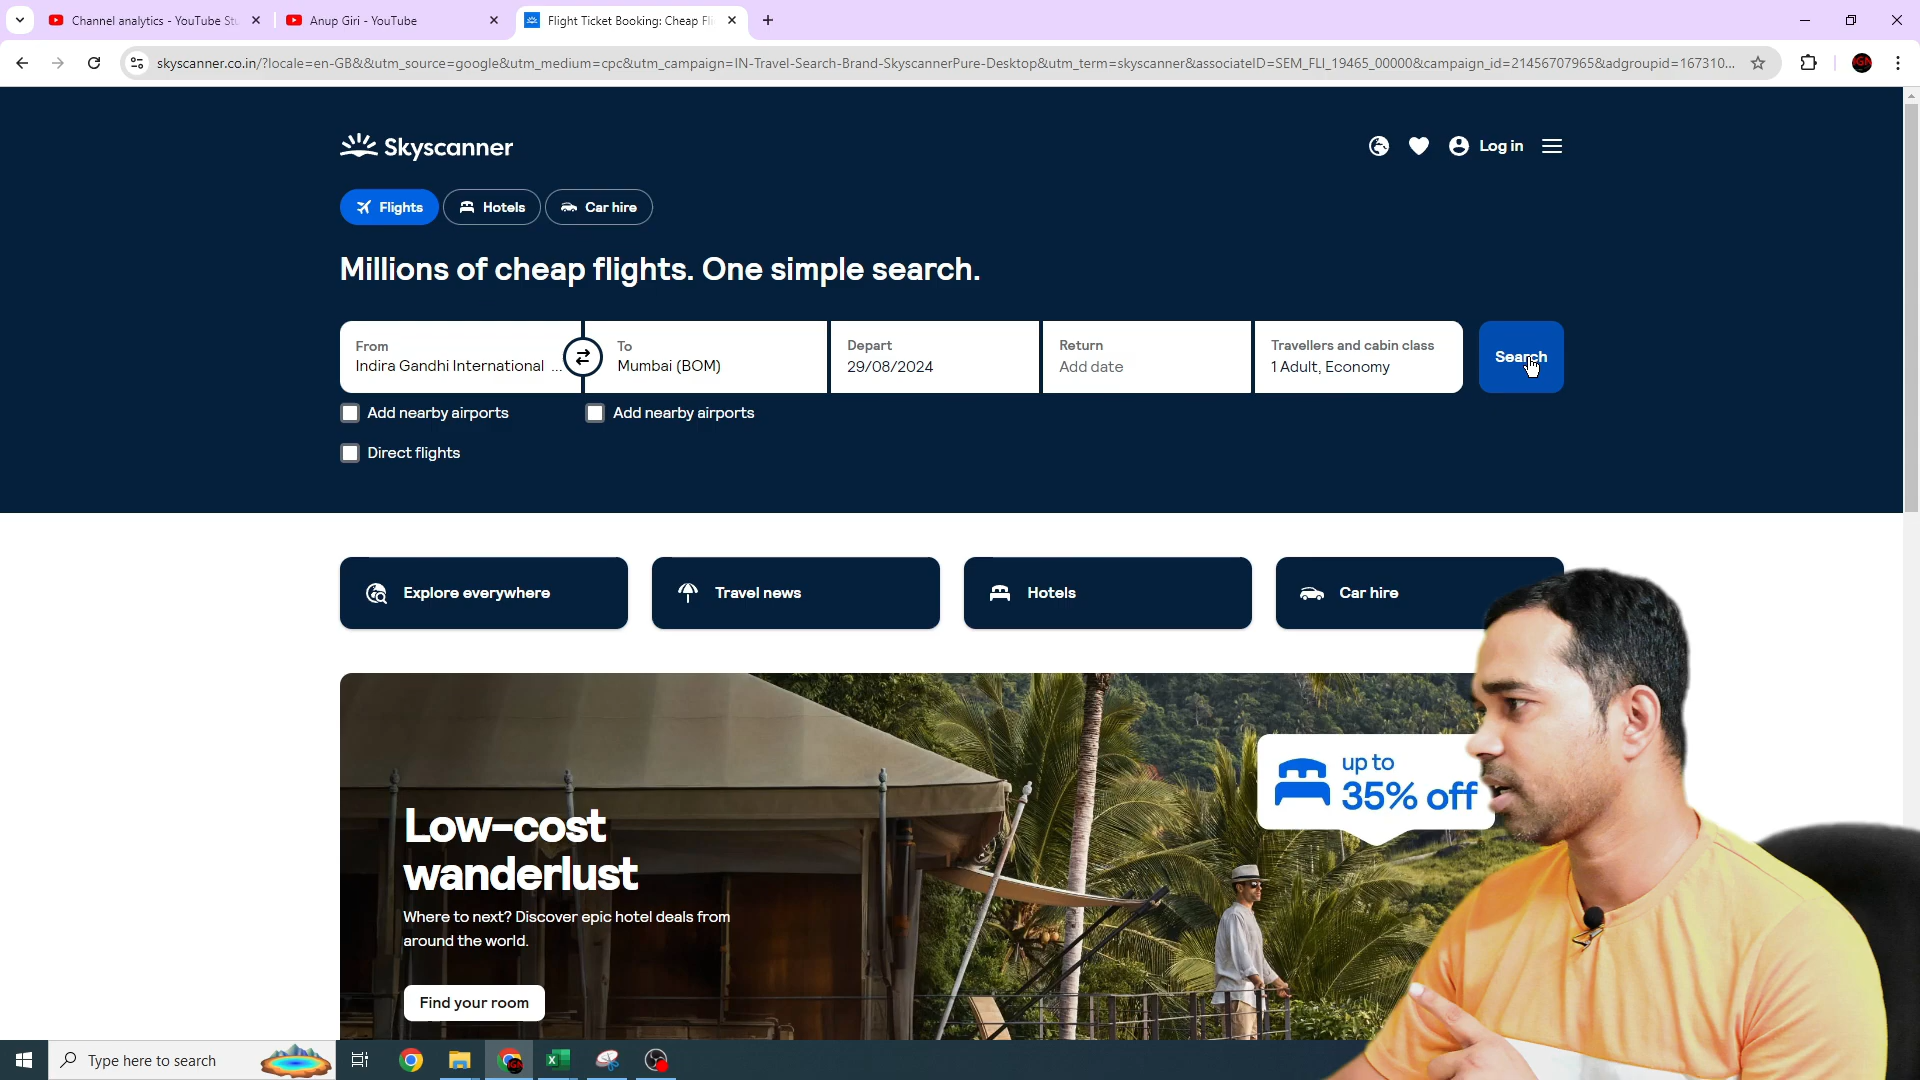 Channel analytics - YouTube Stu
Anup Giri - YouTube
Flight Ticket Booking: Cheap Fli
skyscanner.co.in/?locale=en-GB&&utm_source=google&utm_medium=cpc&utm_campaign=IN-Travel-Search-Brand-SkyscannerPure-Desktop&utm_term=skyscanner&associateID=SEM_FLI_19465_00000&campaign_id=21456707965&adgroupid=167310...
Skyscanner
Log in
Flights
Hotels
Car hire
Millions of cheap flights. One simple search.
From
Indira Gandhi International ...
To
Mumbai (BOM)
Depart
29/08/2024
Return
Add date
Travellers and cabin class
1 Adult, Economy
Search
Add nearby airports
Add nearby airports
Direct flights
Explore everywhere
Travel news
Hotels
Car hire
up to
35% off
Low-cost
wanderlust
Where to next? Discover epic hotel deals from
around the world.
Find your room
Type here to search